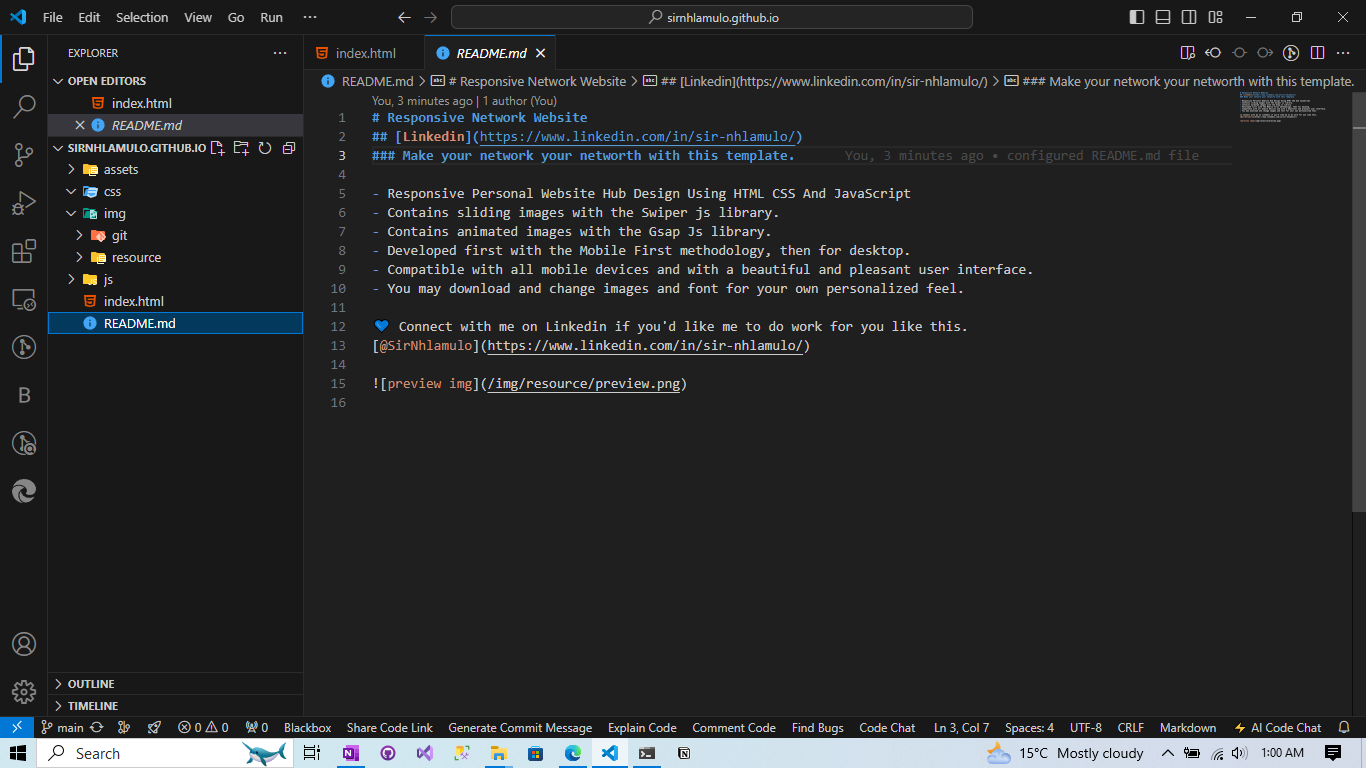 File Edit Selection View Go Run ···
sirnhlamulo.github.io
EXPLORER
OPEN EDITORS
index.html
README.md
SIRNHLAMULO.GITHUB.IO
assets
css
img
git
resource
js
index.html
README.md
OUTLINE
TIMELINE
index.html
README.md
README.md > # Responsive Network Website > ## [Linkedin](https://www.linkedin.com/in/sir-nhlamulo/) > ### Make your network your networth with this template.
You, 3 minutes ago | 1 author (You)
1 # Responsive Network Website
2 ## [Linkedin](https://www.linkedin.com/in/sir-nhlamulo/)
3 ### Make your network your networth with this template. You, 3 minutes ago • configured README.md file
4
5 - Responsive Personal Website Hub Design Using HTML CSS And JavaScript
6 - Contains sliding images with the Swiper js library.
7 - Contains animated images with the Gsap Js library.
8 - Developed first with the Mobile First methodology, then for desktop.
9 - Compatible with all mobile devices and with a beautiful and pleasant user interface.
10 - You may download and change images and font for your own personalized feel.
11
12 💙 Connect with me on Linkedin if you'd like me to do work for you like this.
13 [@SirNhlamulo](https://www.linkedin.com/in/sir-nhlamulo/)
14
15 ![preview img](/img/resource/preview.png)
16
main 0 0 0 Blackbox Share Code Link Generate Commit Message Explain Code Comment Code Find Bugs Code Chat Ln 3, Col 7 Spaces: 4 UTF-8 CRLF Markdown AI Code Chat
Search 15°C Mostly cloudy 1:00 AM